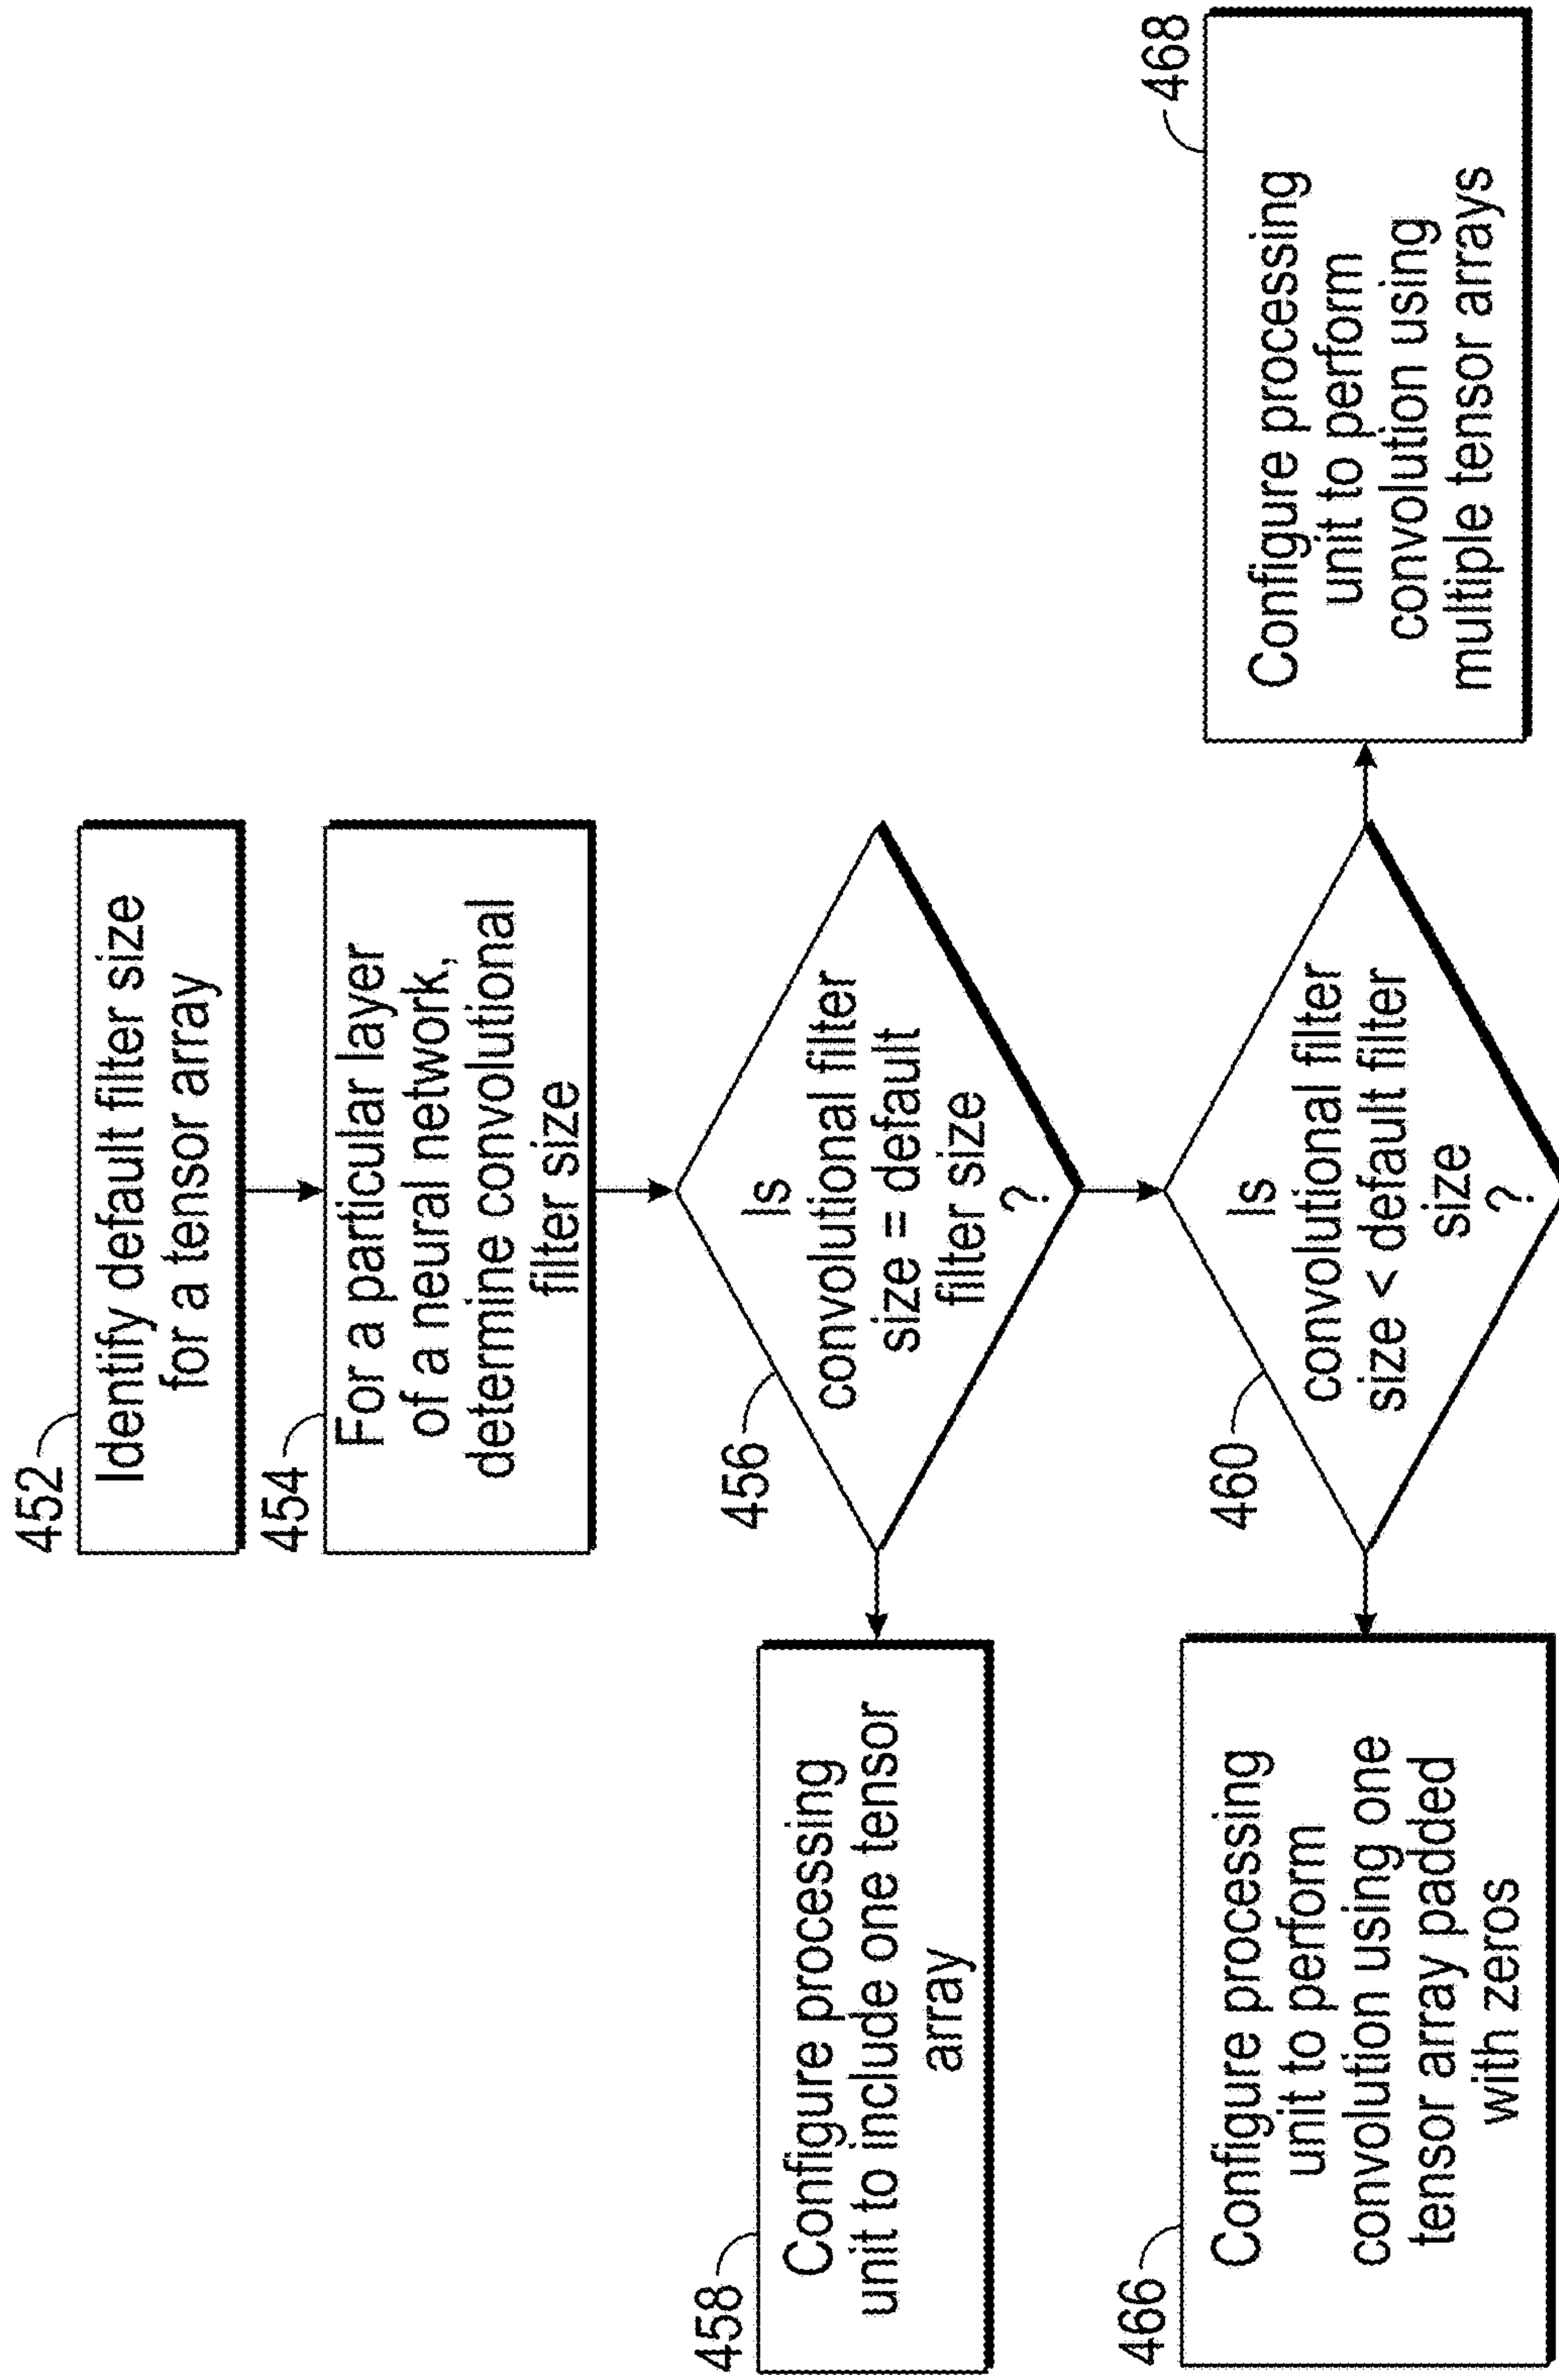 452
Identify default filter size
for a tensor array
454
For a particular layer
of a neural network,
determine convolutional
filter size
456
Is
convolutional filter
size = default
filter size
?
458
Configure processing
unit to include one tensor
array
460
Is
convolutional filter
size < default filter
size
?
466
Configure processing
unit to perform
convolution using one
tensor array padded
with zeros
468
Configure processing
unit to perform
convolution using
multiple tensor arrays